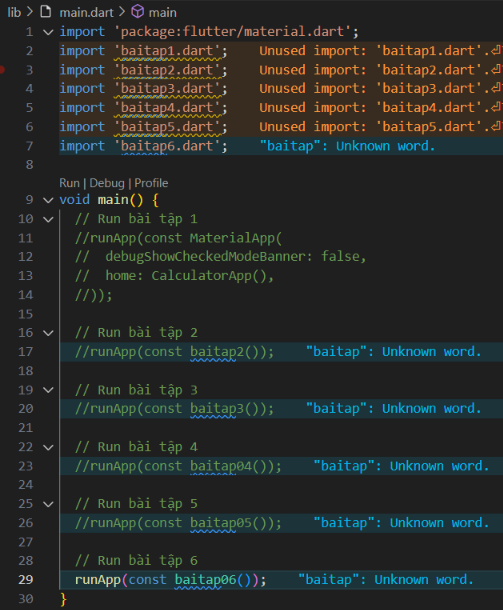 lib > main.dart > main
1 import 'package:flutter/material.dart';
2 import 'baitap1.dart'; Unused import: 'baitap1.dart'.⏎
3 import 'baitap2.dart'; Unused import: 'baitap2.dart'.⏎
4 import 'baitap3.dart'; Unused import: 'baitap3.dart'.⏎
5 import 'baitap4.dart'; Unused import: 'baitap4.dart'.⏎
6 import 'baitap5.dart'; Unused import: 'baitap5.dart'.⏎
7 import 'baitap6.dart'; "baitap": Unknown word.
8
Run | Debug | Profile
9 void main() {
10 // Run bài tập 1
11 //runApp(const MaterialApp(
12 // debugShowCheckedModeBanner: false,
13 // home: CalculatorApp(),
14 //));
15
16 // Run bài tập 2
17 //runApp(const baitap2()); "baitap": Unknown word.
18
19 // Run bài tập 3
20 //runApp(const baitap3()); "baitap": Unknown word.
21
22 // Run bài tập 4
23 //runApp(const baitap04()); "baitap": Unknown word.
24
25 // Run bài tập 5
26 //runApp(const baitap05()); "baitap": Unknown word.
27
28 // Run bài tập 6
29 runApp(const baitap06()); "baitap": Unknown word.
30 }